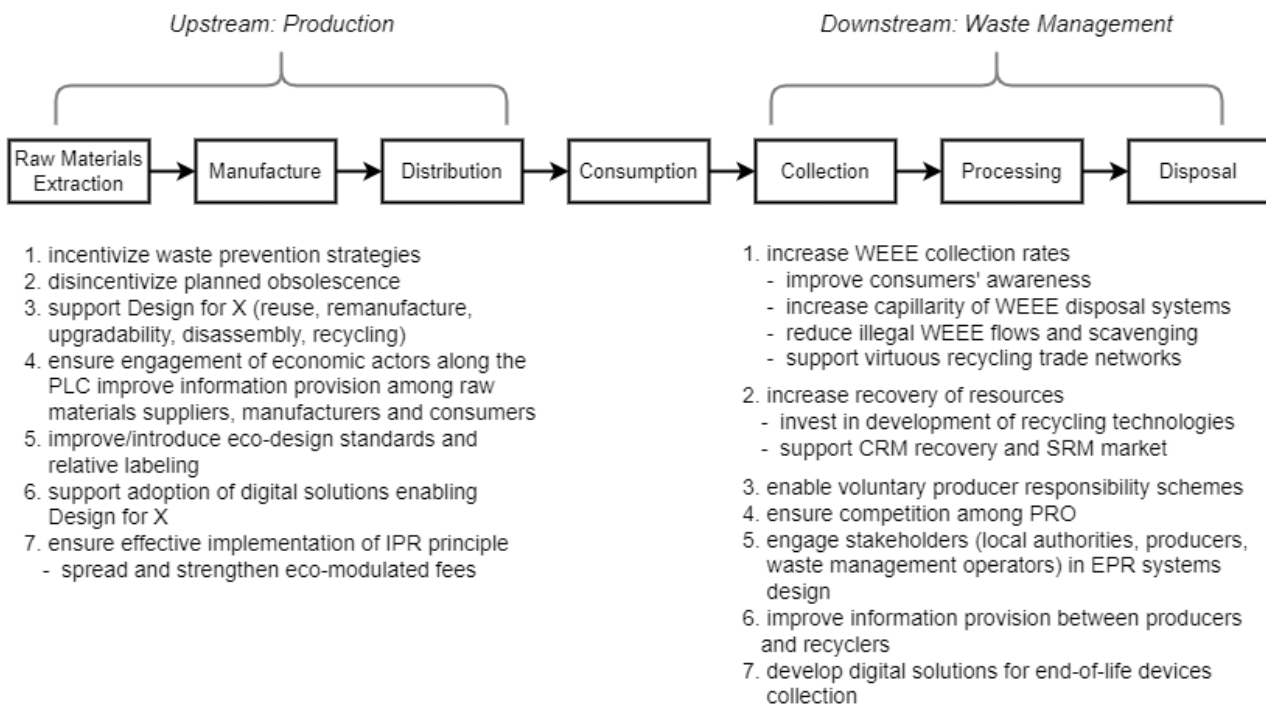 Upstream: Production
Downstream: Waste Management
Raw Materials
Extraction
Manufacture
Distribution
Consumption
Collection
Processing
Disposal
1. incentivize waste prevention strategies
2. disincentivize planned obsolescence
3. support Design for X (reuse, remanufacture,
upgradability, disassembly, recycling)
4. ensure engagement of economic actors along the
PLC improve information provision among raw
materials suppliers, manufacturers and consumers
5. improve/introduce eco-design standards and
relative labeling
6. support adoption of digital solutions enabling
Design for X
7. ensure effective implementation of IPR principle
- spread and strengthen eco-modulated fees
1. increase WEEE collection rates
- improve consumers' awareness
- increase capillarity of WEEE disposal systems
- reduce illegal WEEE flows and scavenging
- support virtuous recycling trade networks
2. increase recovery of resources
- invest in development of recycling technologies
- support CRM recovery and SRM market
3. enable voluntary producer responsibility schemes
4. ensure competition among PRO
5. engage stakeholders (local authorities, producers,
waste management operators) in EPR systems
design
6. improve information provision between producers
and recyclers
7. develop digital solutions for end-of-life devices
collection